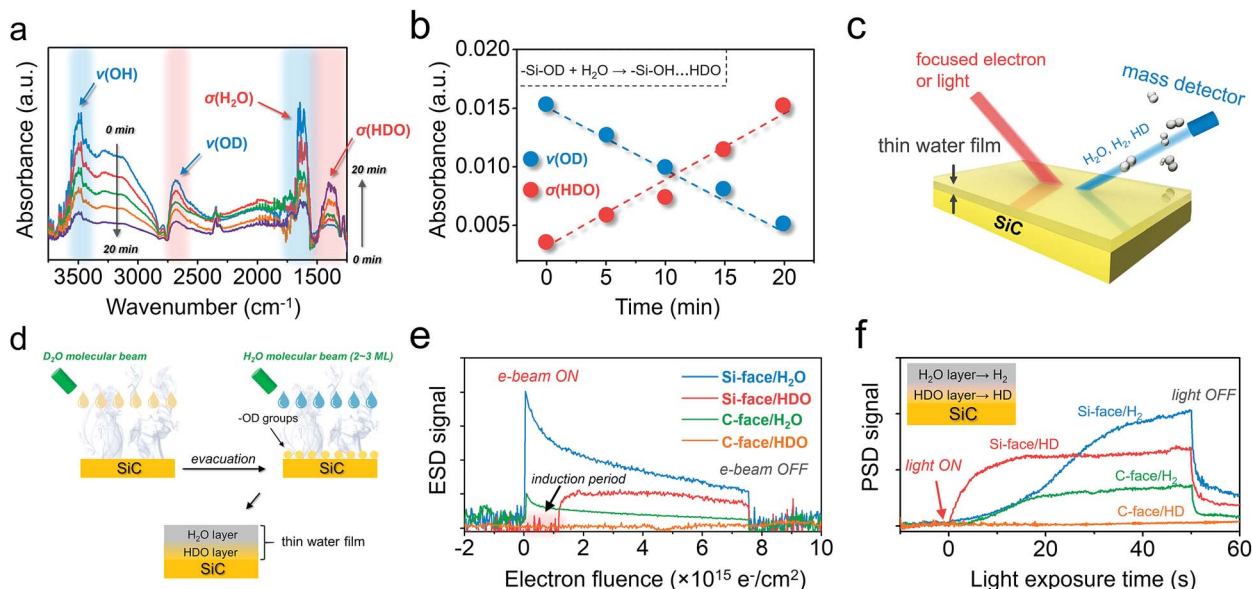 a
ν(OH)
0 min
20 min
ν(OD)
σ(H₂O)
σ(HDO)
20 min
0 min
Absorbance (a.u.)
3500 3000 2500 2000 1500
Wavenumber (cm⁻¹)
b
-Si-OD + H₂O → -Si-OH...HDO
0.020
0.015
0.010
0.005
Absorbance (a.u.)
ν(OD)
σ(HDO)
0 5 10 15 20
Time (min)
c
focused electron
or light
mass detector
H₂O, H₂, HD
thin water film
SiC
d
D₂O molecular beam
H₂O molecular beam (2~3 ML)
-OD groups
SiC
evacuation
SiC
H₂O layer
HDO layer
SiC
thin water film
e
e-beam ON
Si-face/H₂O
Si-face/HDO
C-face/H₂O
C-face/HDO
e-beam OFF
induction period
ESD signal
-2 0 2 4 6 8 10
Electron fluence (×10¹⁵ e⁻/cm²)
f
H₂O layer→ H₂
HDO layer→ HD
SiC
light OFF
Si-face/H₂
Si-face/HD
light ON
C-face/H₂
C-face/HD
PSD signal
0 20 40 60
Light exposure time (s)